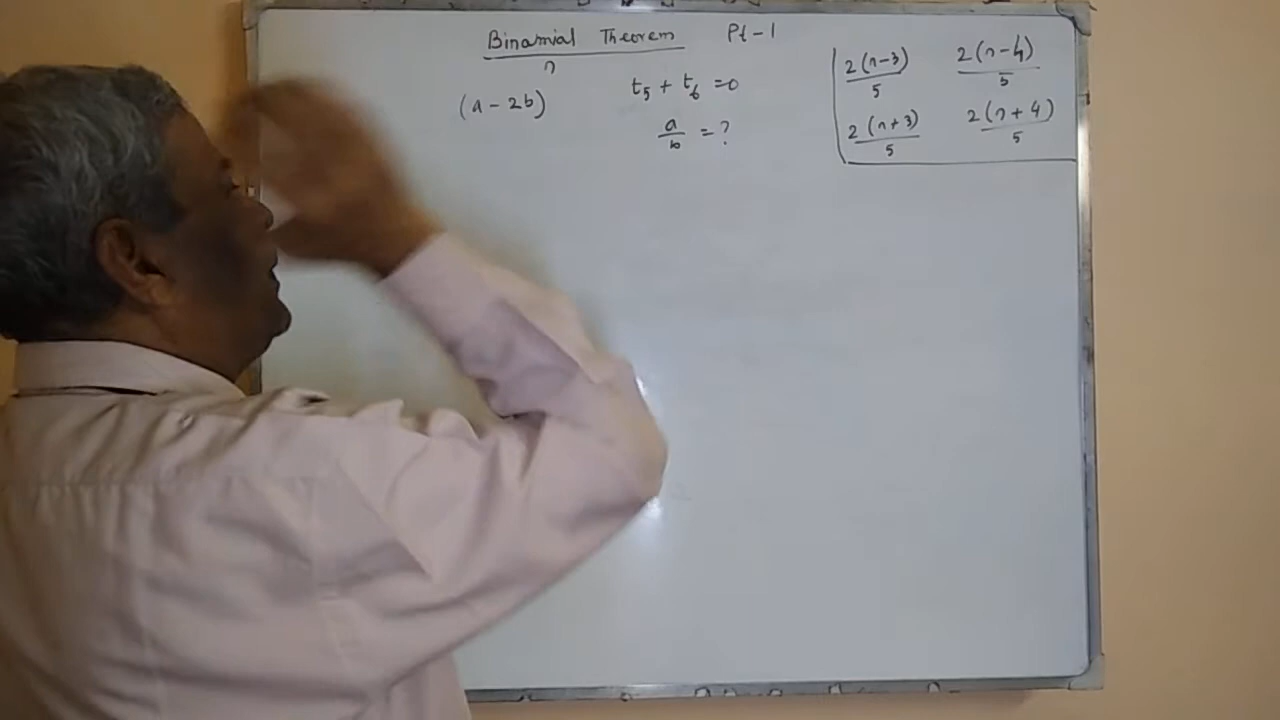 Binamial Theorem Pt-1
(a - 2b)ⁿ
t₅ + t₆ = 0
a/b = ?
2(n-3)/5 2(n-4)/5
2(n+3)/5 2(n+4)/5